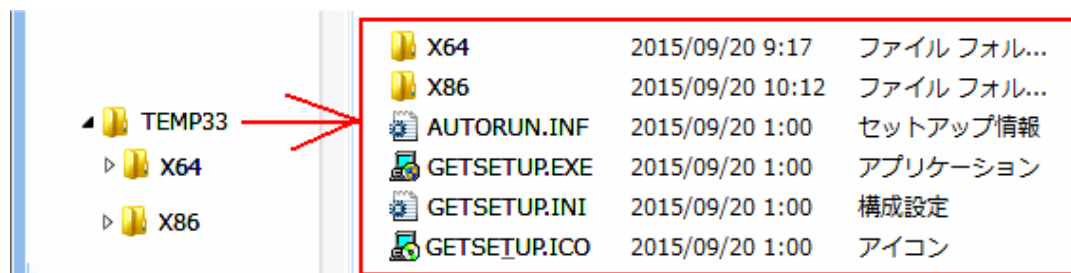 TEMP33
X64
X86
X64 2015/09/20 9:17 ファイル フォル...
X86 2015/09/20 10:12 ファイル フォル...
AUTORUN.INF 2015/09/20 1:00 セットアップ情報
GETSETUP.EXE 2015/09/20 1:00 アプリケーション
GETSETUP.INI 2015/09/20 1:00 構成設定
GETSETUP.ICO 2015/09/20 1:00 アイコン